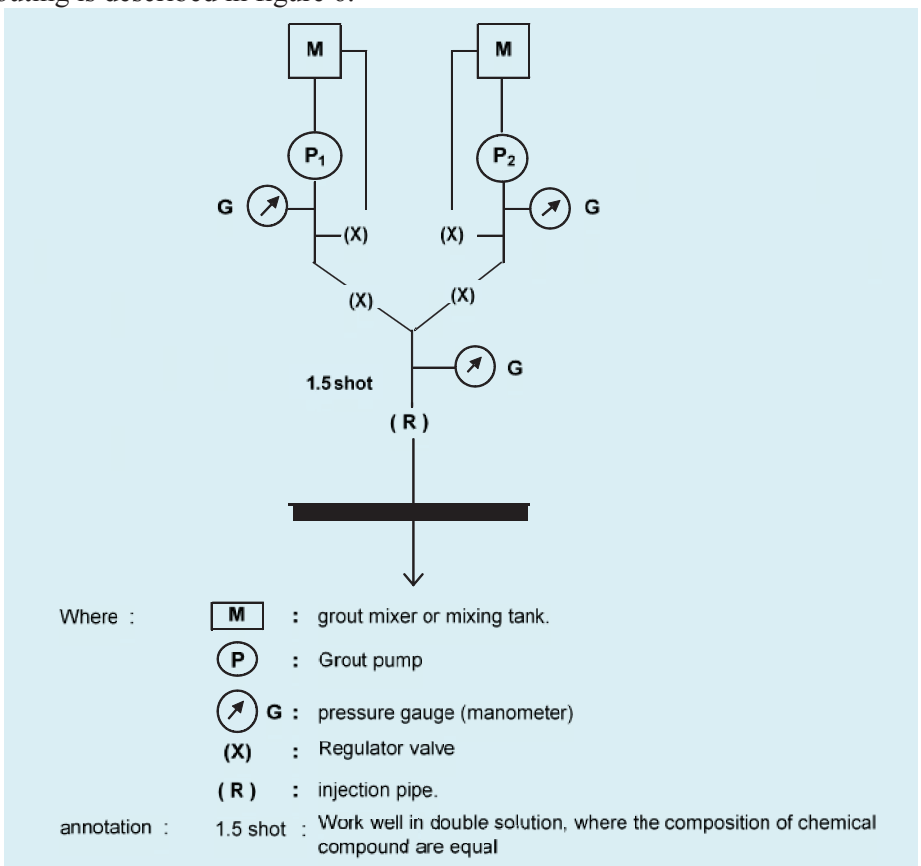 outing is described in figure 6.
M M
P1 P2
G G
(X) (X)
(X) (X)
G
1.5 shot
( R )
Where : M : grout mixer or mixing tank.
P : Grout pump
G : pressure gauge (manometer)
(X) : Regulator valve
( R ) : injection pipe.
annotation : 1.5 shot : Work well in double solution, where the composition of chemical
compound are equal